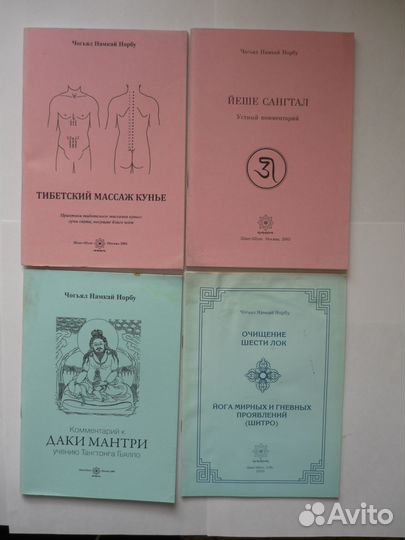 Чогьял Намкай Норбу
ТИБЕТСКИЙ МАССАЖ КУНЬЕ
Чогьял Намкай Норбу
ЙЕШЕ САНГТАЛ
Устный комментарий
Чогьял Намкай Норбу
Комментарий к
ДАКИ МАНТРИ
учению Тангтонга Гьялпо
Чогьял Намкай Норбу
ОЧИЩЕНИЕ
ШЕСТИ ЛОК
ЙОГА МИРНЫХ И ГНЕВНЫХ
ПРОЯВЛЕНИЙ
(ШИТРО)
Avito